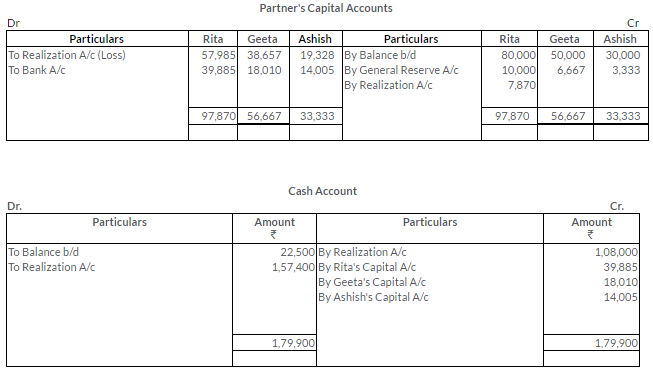 Partner's Capital Accounts
Dr Cr
Particulars Rita Geeta Ashish Particulars Rita Geeta Ashish
To Realization A/c (Loss) 57,985 38,657 19,328 By Balance b/d 80,000 50,000 30,000
To Bank A/c 39,885 18,010 14,005 By General Reserve A/c 10,000 6,667 3,333
By Realization A/c 7,870
97,870 56,667 33,333 97,870 56,667 33,333
Cash Account
Dr. Cr.
Particulars Amount Particulars Amount
₹ ₹
To Balance b/d 22,500 By Realization A/c 1,08,000
To Realization A/c 1,57,400 By Rita's Capital A/c 39,885
By Geeta's Capital A/c 18,010
By Ashish's Capital A/c 14,005
1,79,900 1,79,900